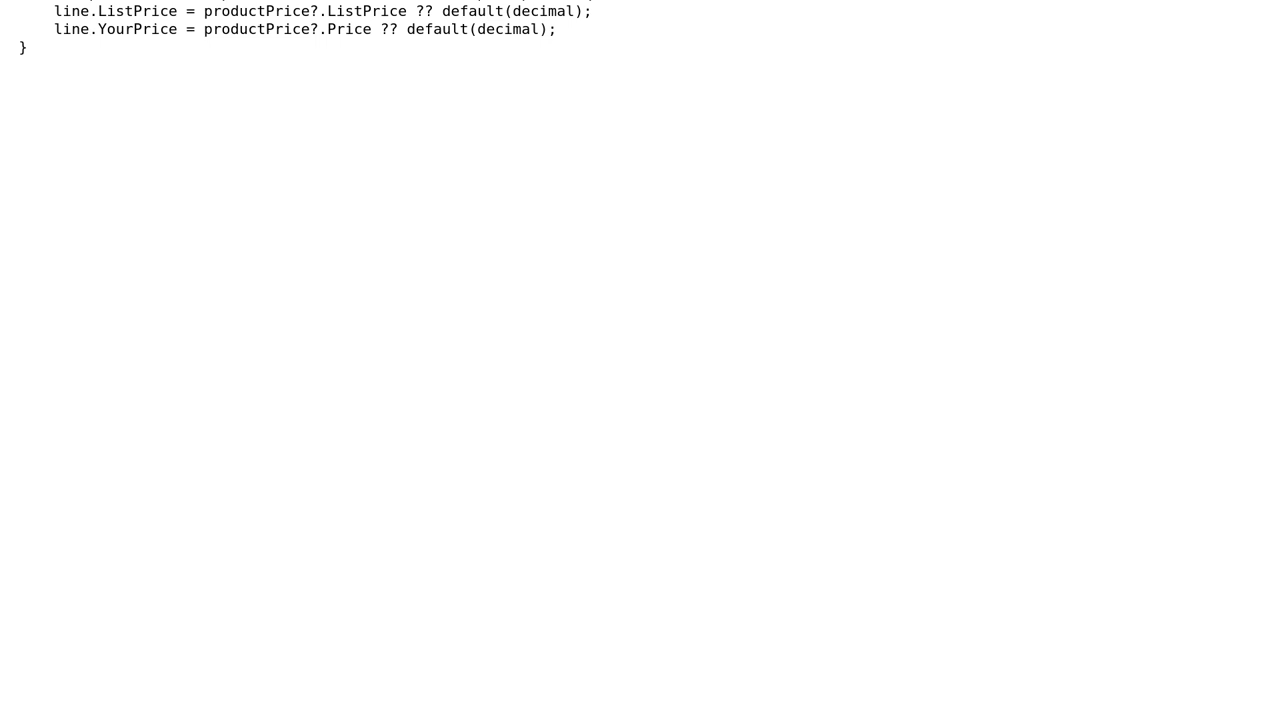 line.ListPrice = productPrice?.ListPrice ?? default(decimal);
line.YourPrice = productPrice?.Price ?? default(decimal);
}